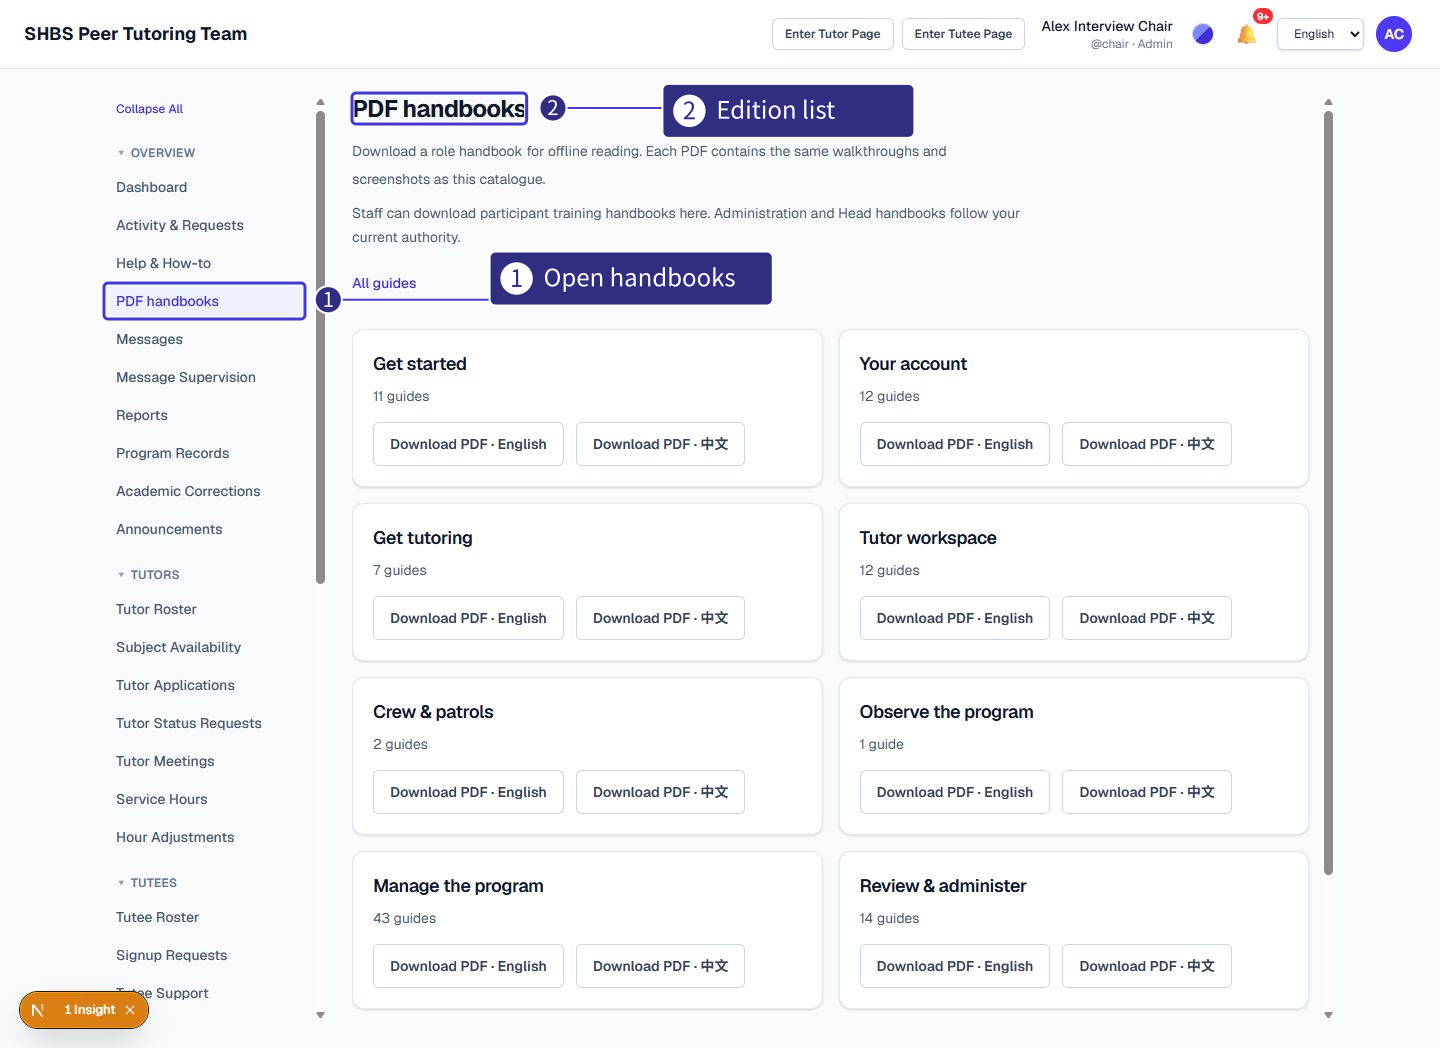 SHBS Peer Tutoring Team
Enter Tutor Page
Enter Tutee Page
Alex Interview Chair
@chair · Admin
9+
English
AC
Collapse All
OVERVIEW
Dashboard
Activity & Requests
Help & How-to
PDF handbooks
Messages
Message Supervision
Reports
Program Records
Academic Corrections
Announcements
TUTORS
Tutor Roster
Subject Availability
Tutor Applications
Tutor Status Requests
Tutor Meetings
Service Hours
Hour Adjustments
TUTEES
Tutee Roster
Signup Requests
Tutee Support
N
1 Insight
1
PDF handbooks
2
2 Edition list
Download a role handbook for offline reading. Each PDF contains the same walkthroughs and
screenshots as this catalogue.
Staff can download participant training handbooks here. Administration and Head handbooks follow your
current authority.
All guides
1 Open handbooks
Get started
11 guides
Download PDF · English
Download PDF · 中文
Your account
12 guides
Download PDF · English
Download PDF · 中文
Get tutoring
7 guides
Download PDF · English
Download PDF · 中文
Tutor workspace
12 guides
Download PDF · English
Download PDF · 中文
Crew & patrols
2 guides
Download PDF · English
Download PDF · 中文
Observe the program
1 guide
Download PDF · English
Download PDF · 中文
Manage the program
43 guides
Download PDF · English
Download PDF · 中文
Review & administer
14 guides
Download PDF · English
Download PDF · 中文